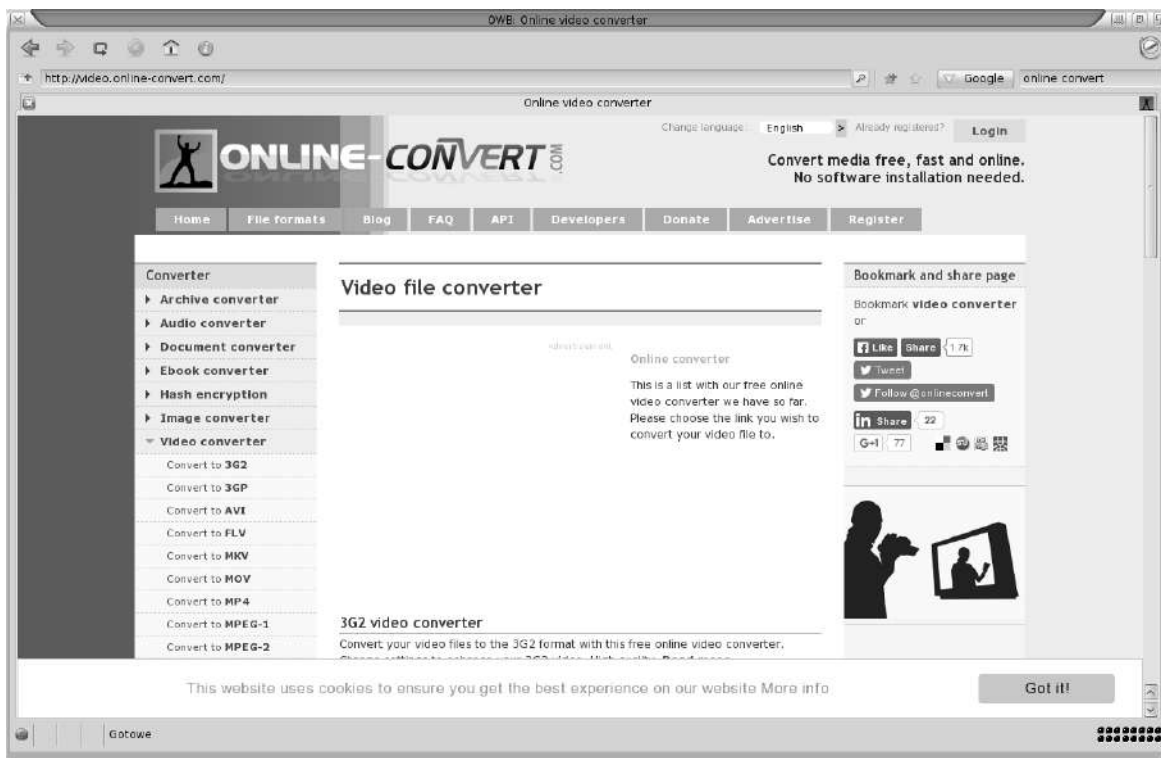 OWB: Online video converter
http://video.online-convert.com/
Google
online convert
Online video converter
Change language:
English
Already registered?
Login
ONLINE-CONVERT.COM
Convert media free, fast and online.
No software installation needed.
Home
File formats
Blog
FAQ
API
Developers
Donate
Advertise
Register
Converter
Archive converter
Audio converter
Document converter
Ebook converter
Hash encryption
Image converter
Video converter
Convert to 3G2
Convert to 3GP
Convert to AVI
Convert to FLV
Convert to MKV
Convert to MOV
Convert to MP4
Convert to MPEG-1
Convert to MPEG-2
Video file converter
advertisement
Online converter
This is a list with our free online
video converter we have so far.
Please choose the link you wish to
convert your video file to.
3G2 video converter
Convert your video files to the 3G2 format with this free online video converter.
Bookmark and share page
Bookmark video converter
or
Like
Share
1.7k
Tweet
Follow @onlineconvert
in Share
22
G+1
77
This website uses cookies to ensure you get the best experience on our website More info
Got it!
Gotowe